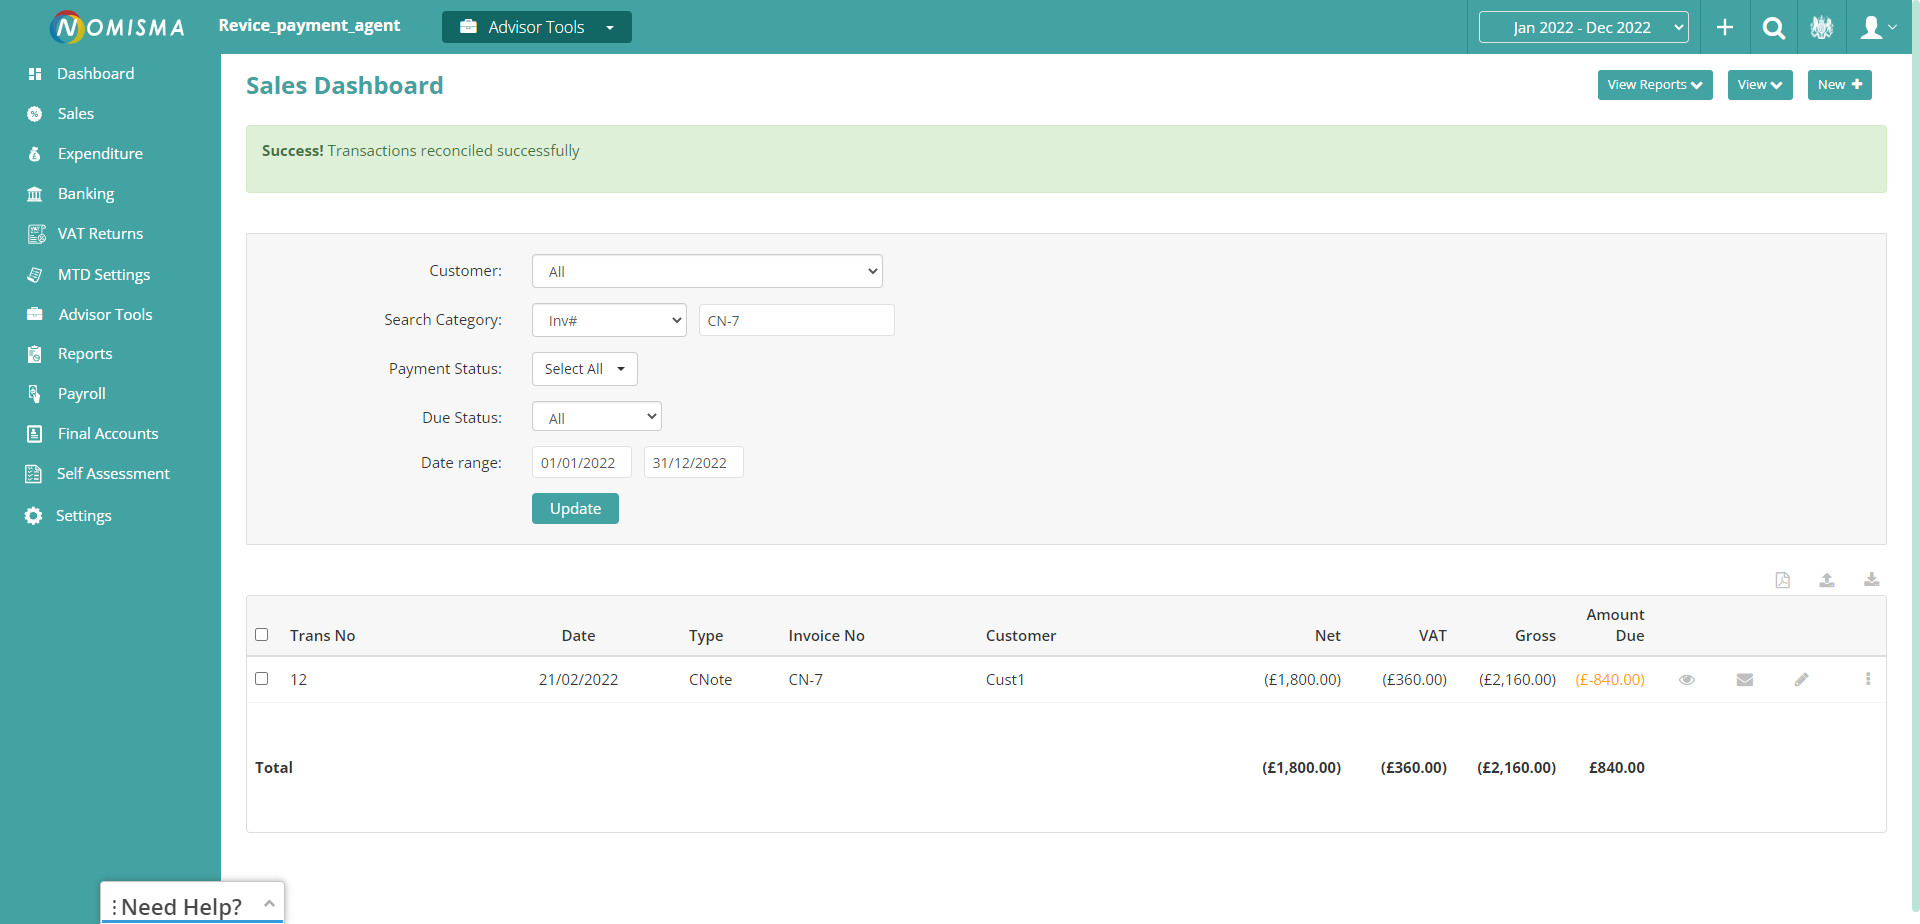 NOMISMA
Revice_payment_agent
Advisor Tools
Jan 2022 - Dec 2022
Dashboard
Sales
Expenditure
Banking
VAT Returns
MTD Settings
Advisor Tools
Reports
Payroll
Final Accounts
Self Assessment
Settings
Sales Dashboard
View Reports
View
New
Success! Transactions reconciled successfully
Customer: All
Search Category: Inv# CN-7
Payment Status: Select All
Due Status: All
Date range: 01/01/2022 31/12/2022
Update
Trans No Date Type Invoice No Customer Net VAT Gross Amount Due
12 21/02/2022 CNote CN-7 Cust1 (£1,800.00) (£360.00) (£2,160.00) (£-840.00)
Total (£1,800.00) (£360.00) (£2,160.00) £840.00
Need Help?